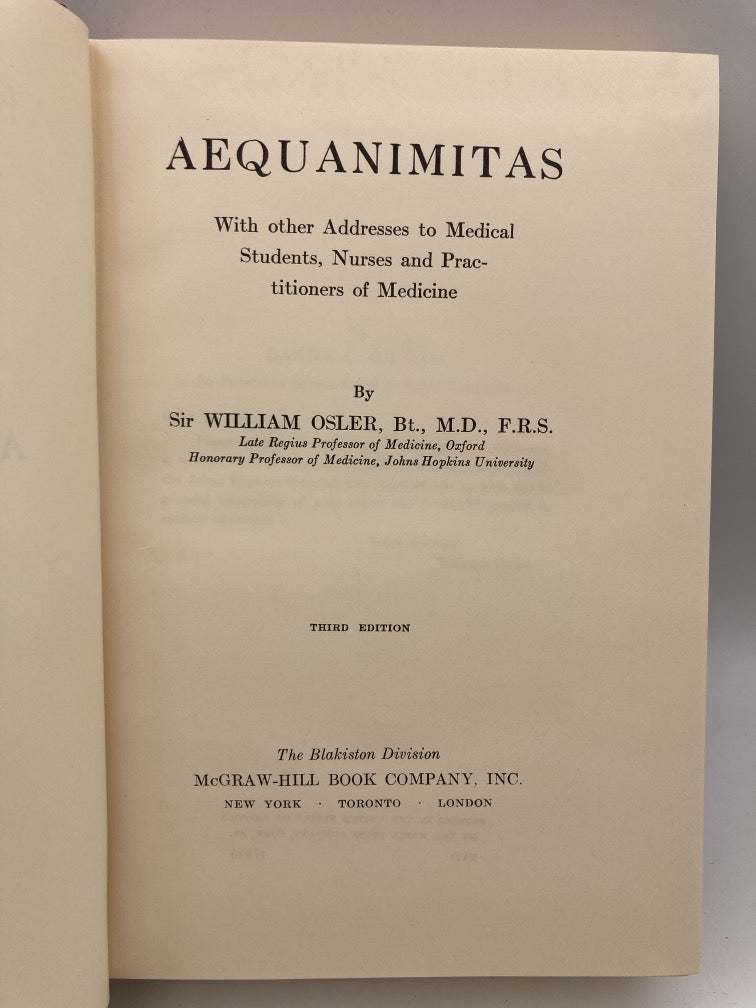 AEQUANIMITAS
With other Addresses to Medical
Students, Nurses and Prac-
titioners of Medicine
By
Sir WILLIAM OSLER, Bt., M.D., F.R.S.
Late Regius Professor of Medicine, Oxford
Honorary Professor of Medicine, Johns Hopkins University
THIRD EDITION
The Blakiston Division
McGRAW-HILL BOOK COMPANY, INC.
NEW YORK · TORONTO · LONDON